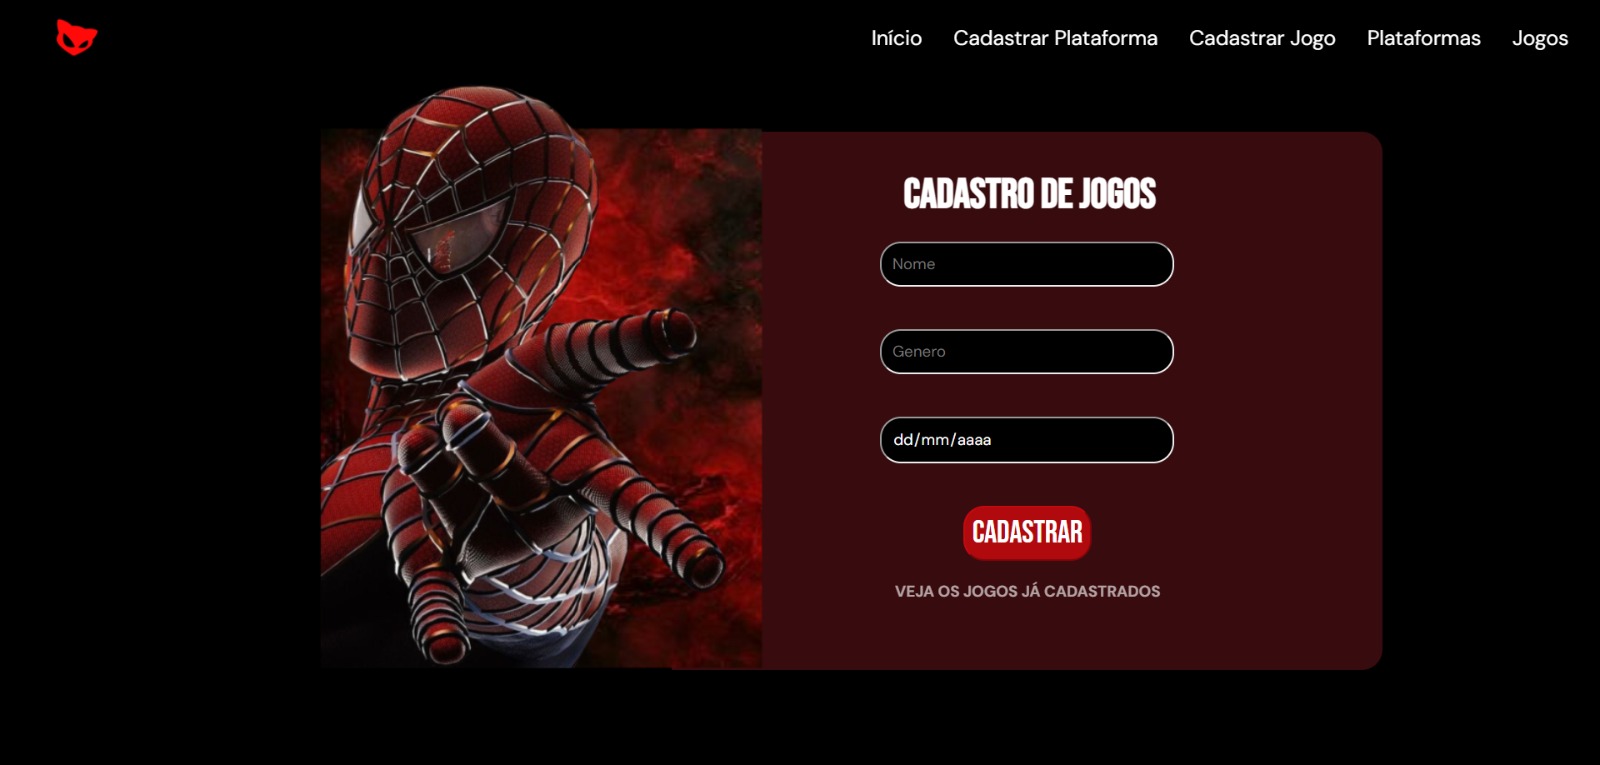 Início Cadastrar Plataforma Cadastrar Jogo Plataformas Jogos
CADASTRO DE JOGOS
Nome
Genero
dd/mm/aaaa
CADASTRAR
VEJA OS JOGOS JÁ CADASTRADOS